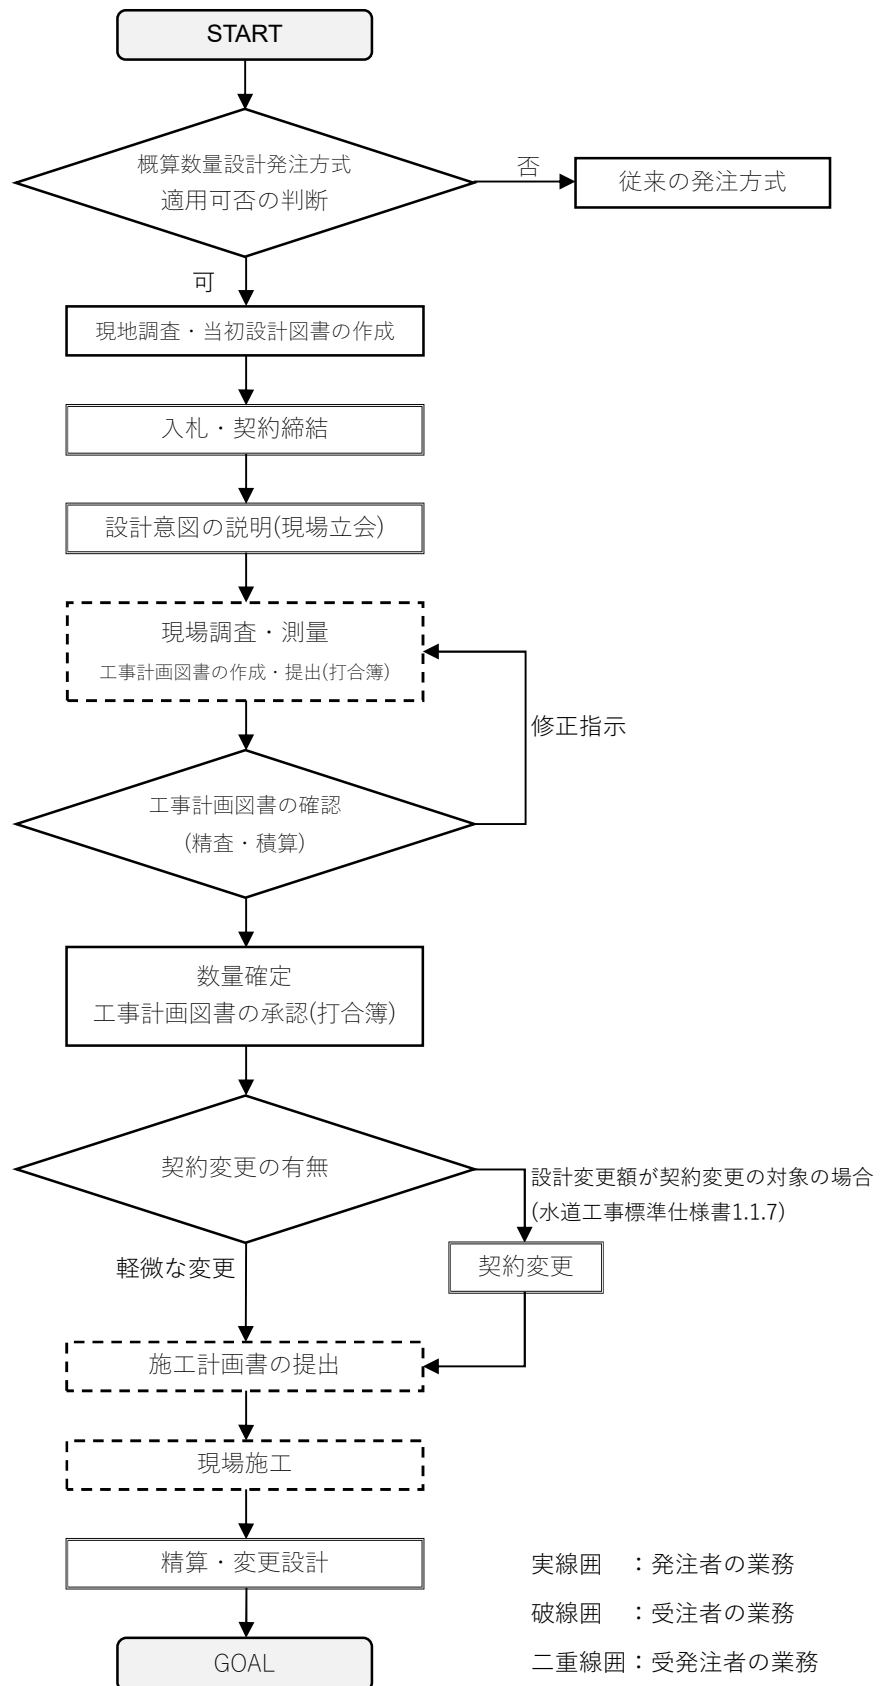 START
概算数量設計発注方式
適用可否の判断
否
従来の発注方式
可
現地調査・当初設計図書の作成
入札・契約締結
設計意図の説明(現場立会)
現場調査・測量
工事計画図書の作成・提出(打合簿)
修正指示
工事計画図書の確認
(精査・積算)
数量確定
工事計画図書の承認(打合簿)
契約変更の有無
設計変更額が契約変更の対象の場合
(水道工事標準仕様書1.1.7)
軽微な変更
契約変更
施工計画書の提出
現場施工
精算・変更設計
GOAL
実線囲 :発注者の業務
破線囲 :受注者の業務
二重線囲:受発注者の業務